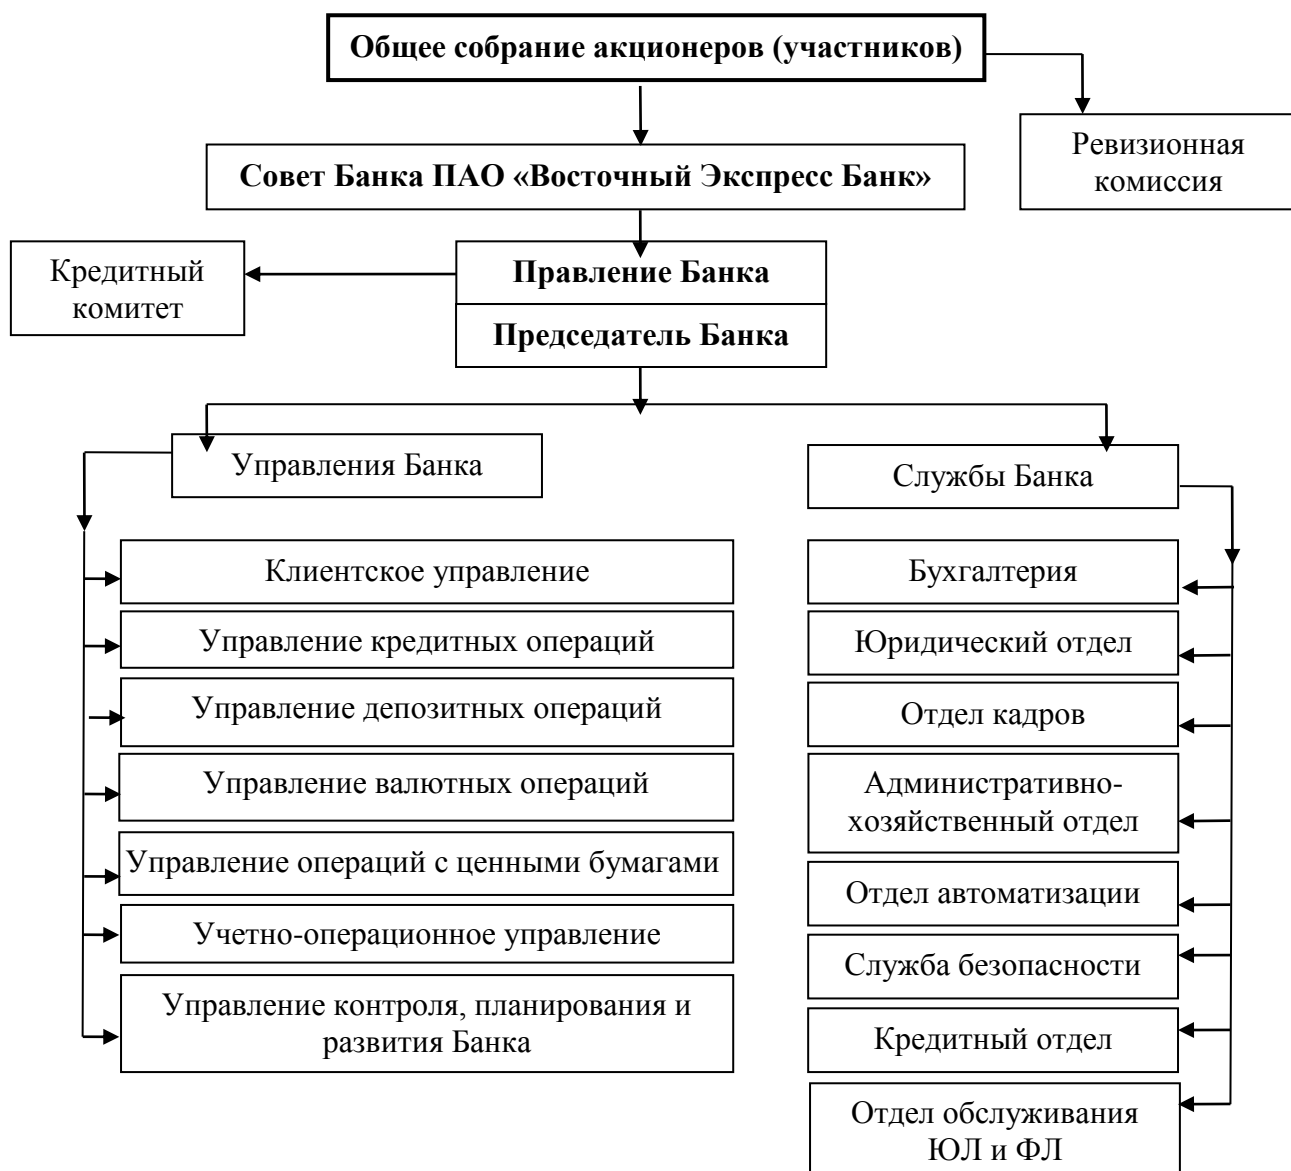 Общее собрание акционеров (участников)
Ревизионная
комиссия
Совет Банка ПАО «Восточный Экспресс Банк»
Кредитный
комитет
Правление Банка
Председатель Банка
Управления Банка
Службы Банка
Клиентское управление
Управление кредитных операций
Управление депозитных операций
Управление валютных операций
Управление операций с ценными бумагами
Учетно-операционное управление
Управление контроля, планирования и
развития Банка
Бухгалтерия
Юридический отдел
Отдел кадров
Административно-
хозяйственный отдел
Отдел автоматизации
Служба безопасности
Кредитный отдел
Отдел обслуживания
ЮЛ и ФЛ